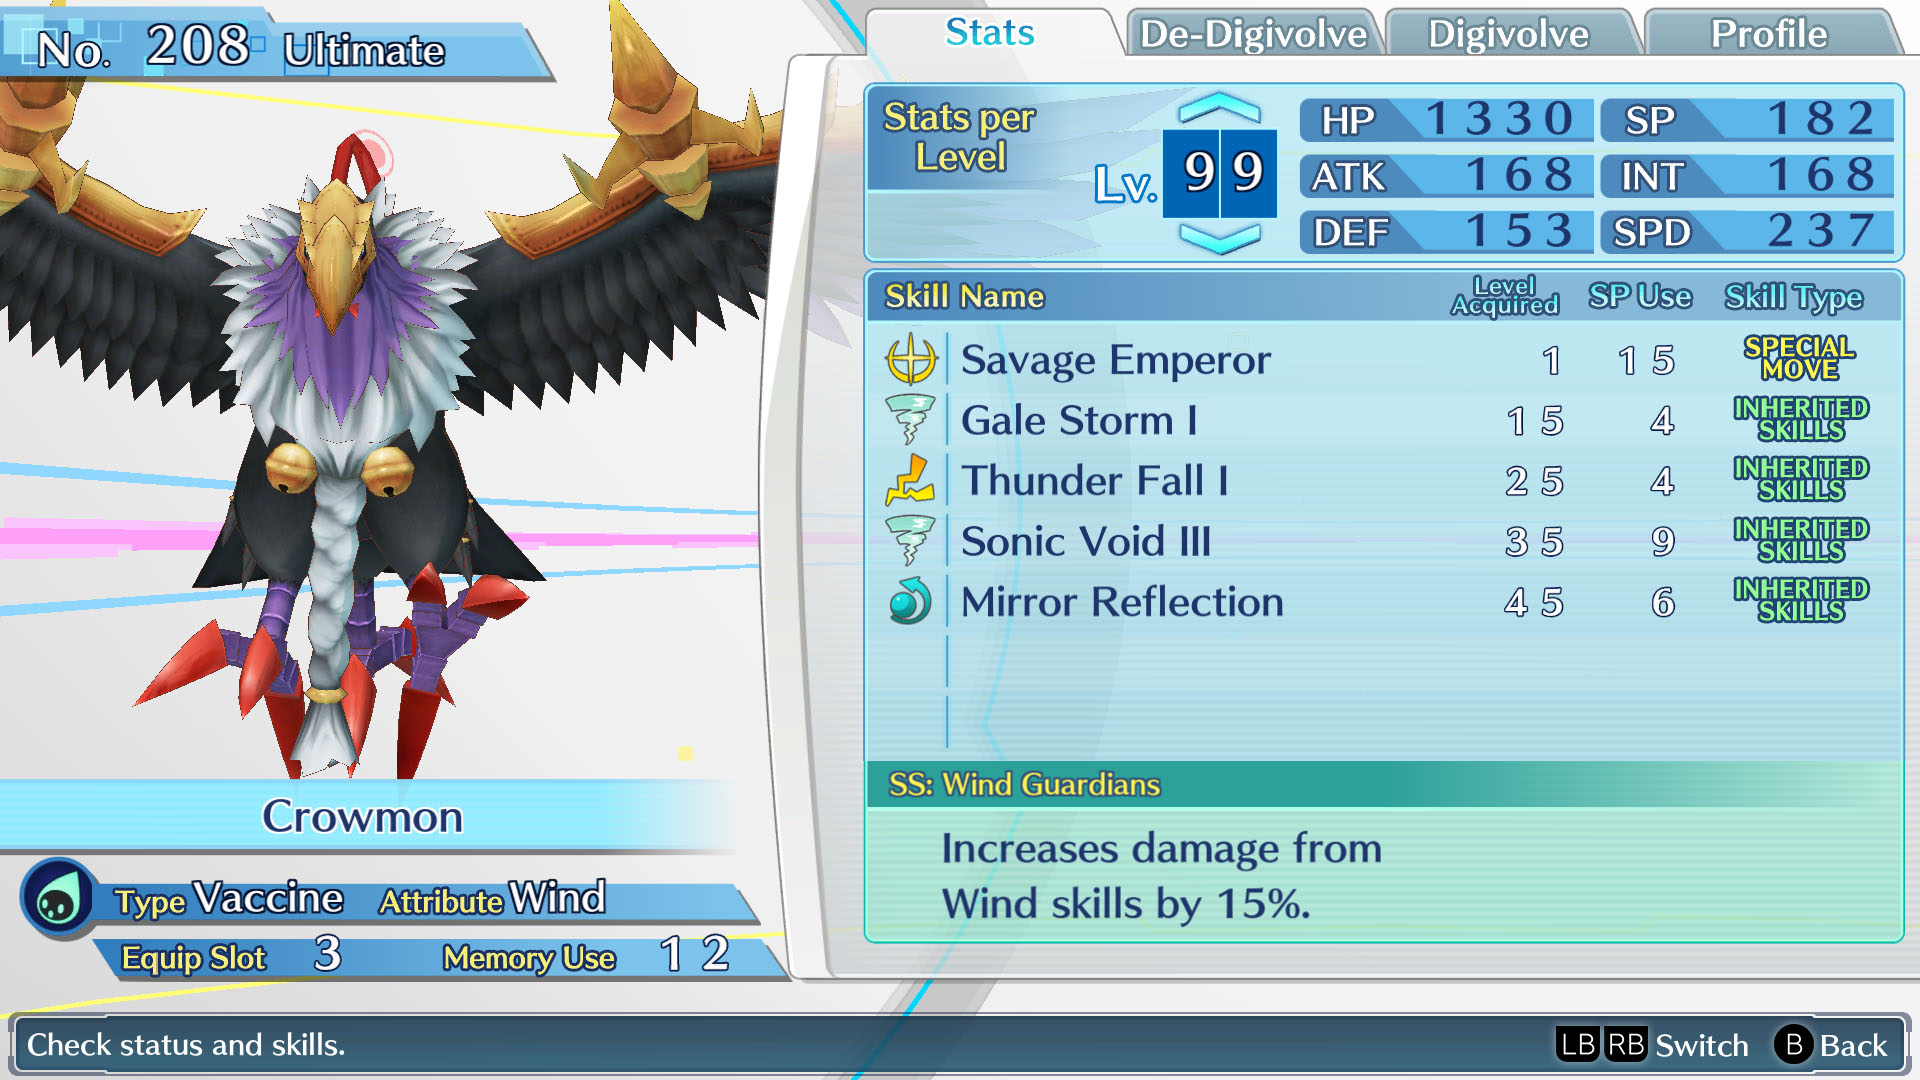 No. 208 Ultimate
Stats
De-Digivolve
Digivolve
Profile
Stats per
Level
Lv. 99
HP 1330
SP 182
ATK 168
INT 168
DEF 153
SPD 237
Skill Name
Level
Acquired
SP Use
Skill Type
Savage Emperor 1 15 SPECIAL
MOVE
Gale Storm I 15 4 INHERITED
SKILLS
Thunder Fall I 25 4 INHERITED
SKILLS
Sonic Void III 35 9 INHERITED
SKILLS
Mirror Reflection 45 6 INHERITED
SKILLS
SS: Wind Guardians
Increases damage from
Wind skills by 15%.
Crowmon
Type Vaccine Attribute Wind
Equip Slot 3 Memory Use 12
Check status and skills.
LB RB Switch B Back